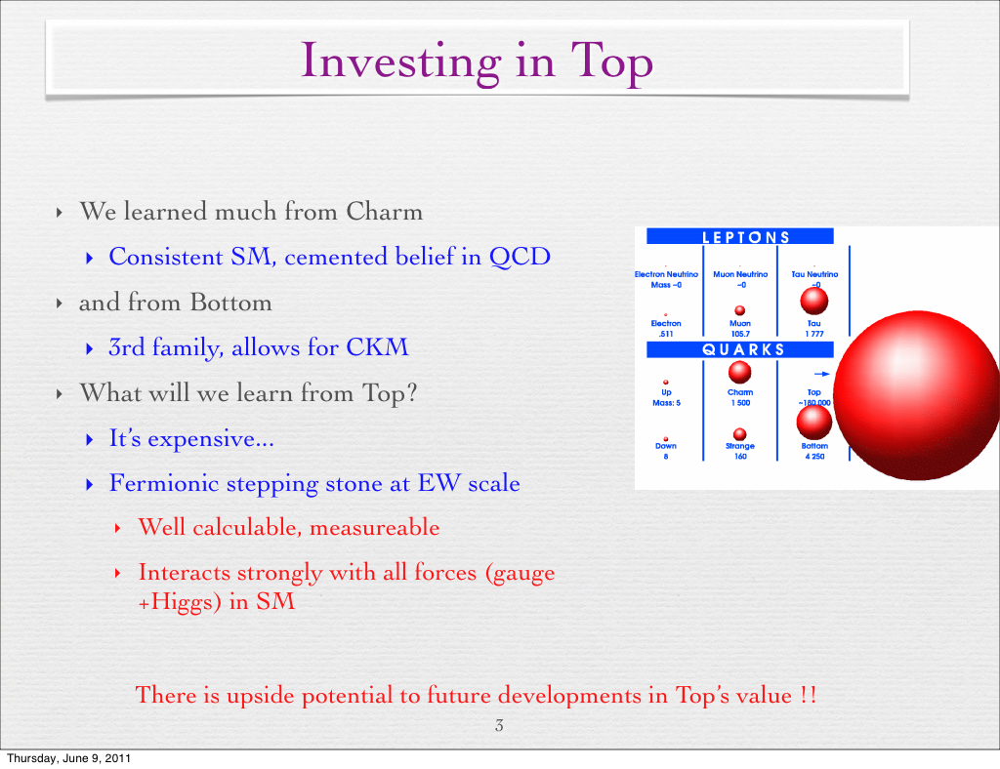 Investing in Top
‣ We learned much from Charm
‣ Consistent SM, cemented belief in QCD
‣ and from Bottom
‣ 3rd family, allows for CKM
‣ What will we learn from Top?
‣ It's expensive...
‣ Fermionic stepping stone at EW scale
‣ Well calculable, measureable
‣ Interacts strongly with all forces (gauge
+Higgs) in SM
LEPTONS
Electron Neutrino Muon Neutrino Tau Neutrino
Mass ~0 ~0 ~0
Electron Muon Tau
.511 105.7 1 777
QUARKS
Up Charm Top
Mass: 5 1 500 ~180 000
Down Strange Bottom
8 160 4 250
There is upside potential to future developments in Top's value !!
3
Thursday, June 9, 2011